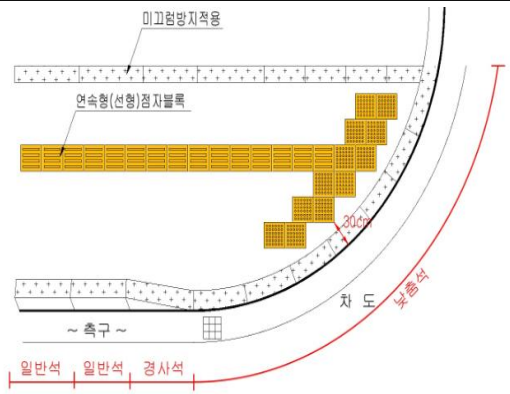 미끄럼방지적용
연속형(선형)점자블록
30cm
차 도
낮춤석
~ 측구 ~
일반석 일반석 경사석